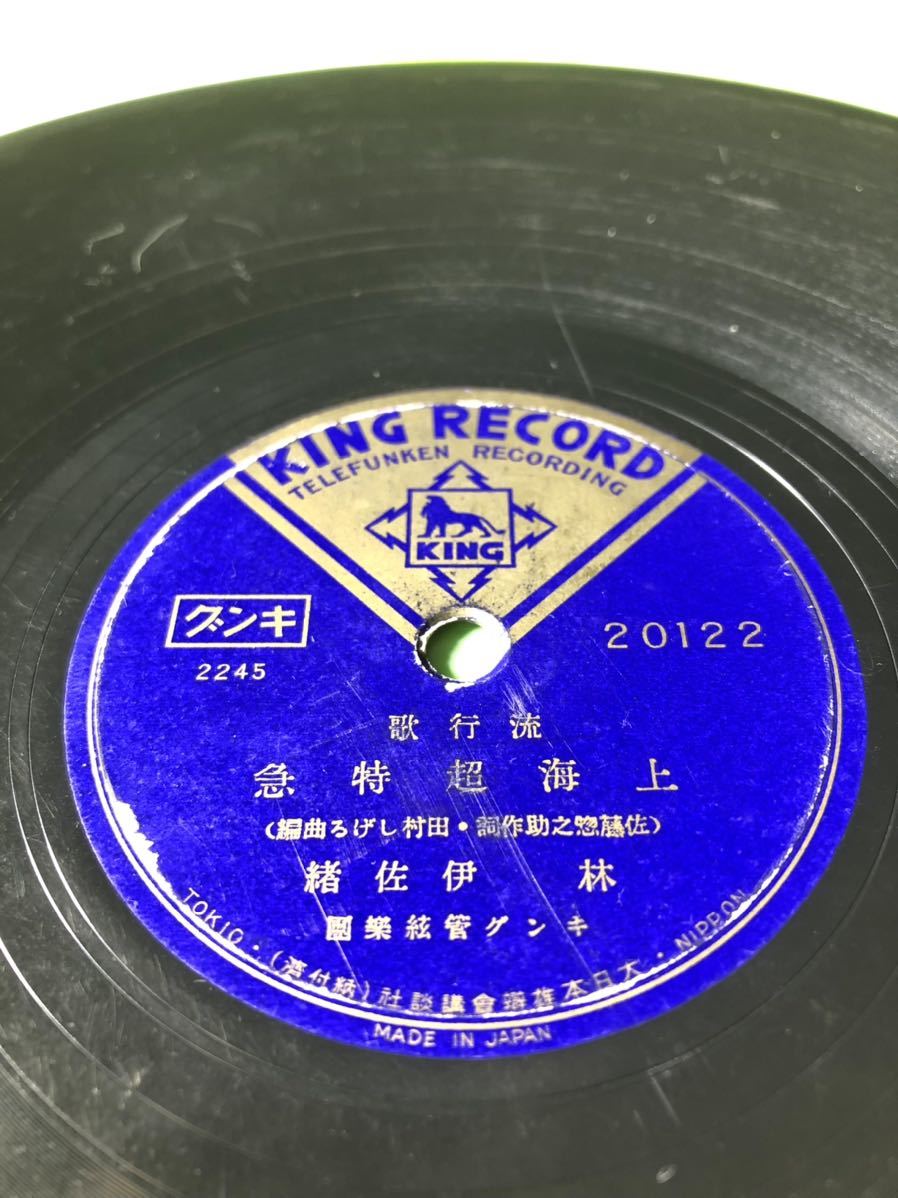 KING RECORD
TELEFUNKEN RECORDING
KING
キング
2245
20122
流行歌
上海超特急
(佐藤惣之助作詞・田村しげる曲編)
林 伊佐緒
キング管絃樂團
TOKIO・大日本雄辯會講談社(柄付濟)・NIPPON
MADE IN JAPAN